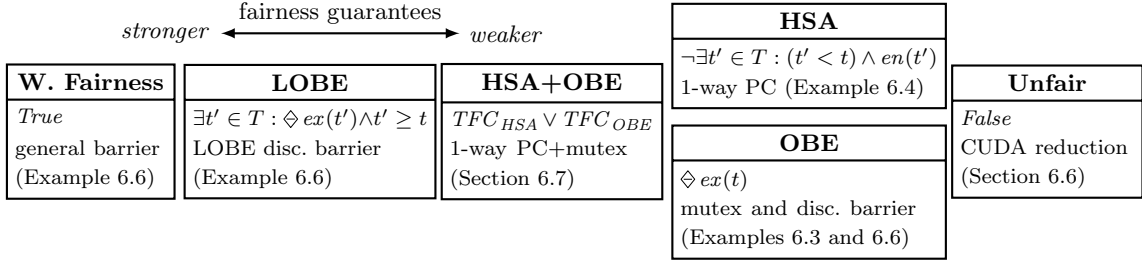 fairness guarantees
stronger
weaker
W. Fairness
True
general barrier
(Example 6.6)
LOBE
∃t′ ∈ T : ⟐ ex(t′)∧t′ ≥ t
LOBE disc. barrier
(Example 6.6)
HSA+OBE
TFC_HSA ∨ TFC_OBE
1-way PC+mutex
(Section 6.7)
HSA
¬∃t′ ∈ T : (t′ < t) ∧ en(t′)
1-way PC (Example 6.4)
OBE
⟐ ex(t)
mutex and disc. barrier
(Examples 6.3 and 6.6)
Unfair
False
CUDA reduction
(Section 6.6)